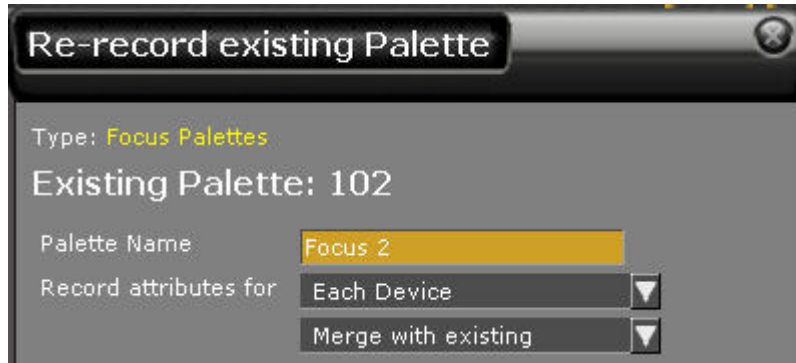 Re-record existing Palette
Type: Focus Palettes
Existing Palette: 102
Palette Name Focus 2
Record attributes for Each Device
Merge with existing